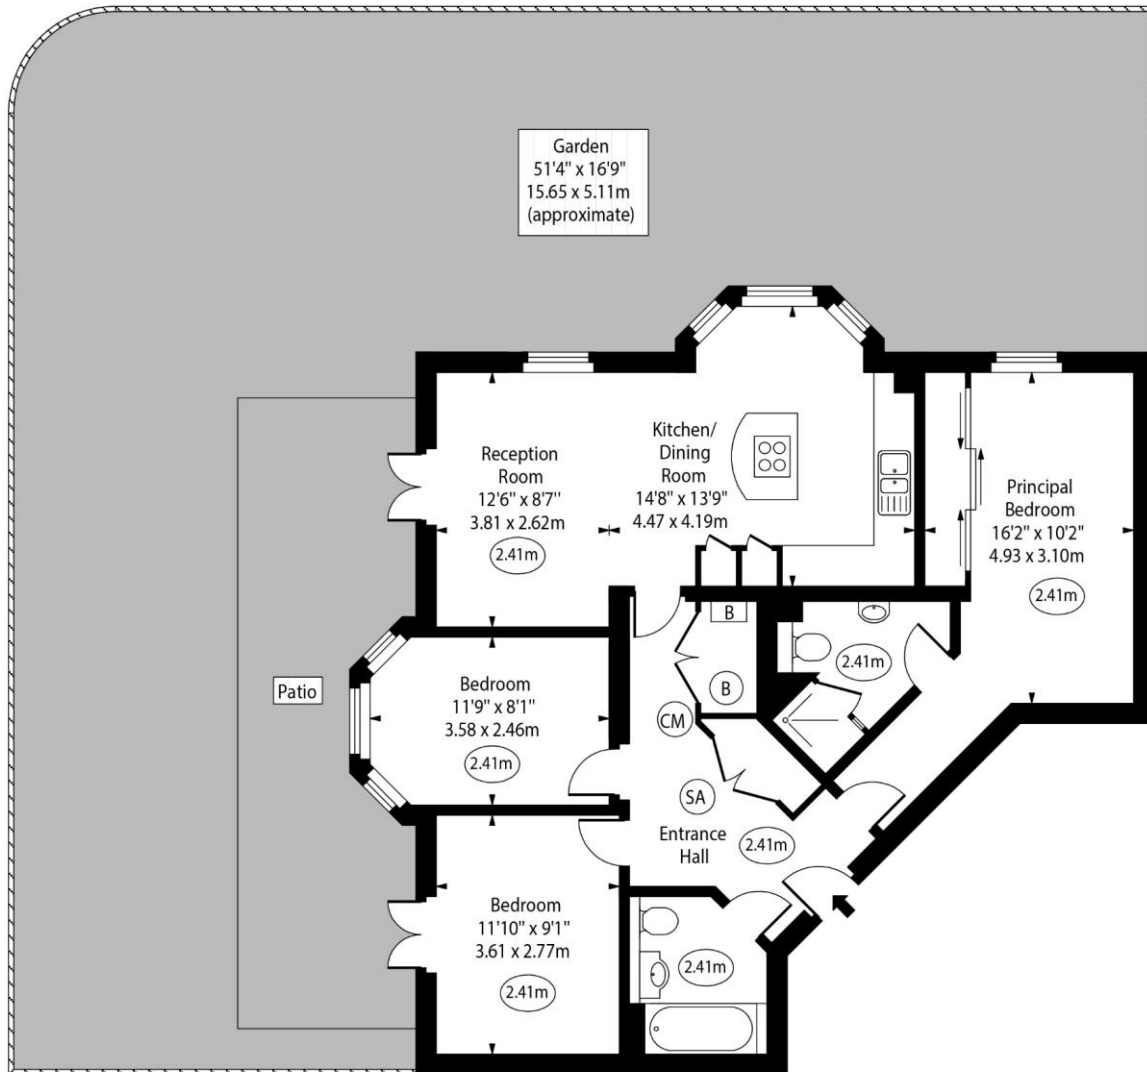 Garden
51'4" x 16'9"
15.65 x 5.11m
(approximate)
Reception
Room
12'6" x 8'7"
3.81 x 2.62m
2.41m
Kitchen/
Dining
Room
14'8" x 13'9"
4.47 x 4.19m
Principal
Bedroom
16'2" x 10'2"
4.93 x 3.10m
2.41m
B
B
2.41m
Patio
Bedroom
11'9" x 8'1"
3.58 x 2.46m
2.41m
CM
SA
Entrance
Hall
2.41m
Bedroom
11'10" x 9'1"
3.61 x 2.77m
2.41m
2.41m